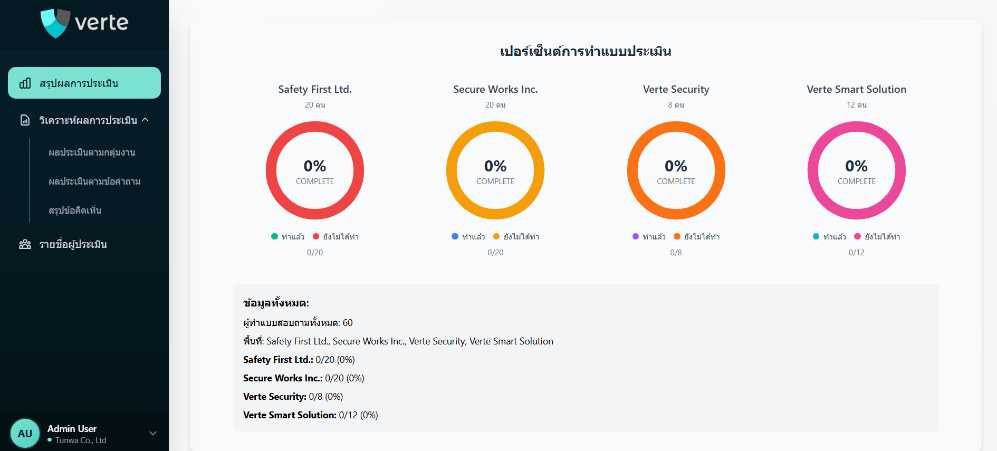 verte
สรุปผลการประเมิน
วิเคราะห์ผลการประเมิน
ผลประเมินตามกลุ่มงาน
ผลประเมินตามข้อคำถาม
สรุปข้อคิดเห็น
รายชื่อผู้ประเมิน
AU
Admin User
Tunwa Co., Ltd
เปอร์เซ็นต์การทำแบบประเมิน
Safety First Ltd.
20 คน
0%
COMPLETE
ทำแล้ว ยังไม่ได้ทำ
0/20
Secure Works Inc.
20 คน
0%
COMPLETE
ทำแล้ว ยังไม่ได้ทำ
0/20
Verte Security
8 คน
0%
COMPLETE
ทำแล้ว ยังไม่ได้ทำ
0/8
Verte Smart Solution
12 คน
0%
COMPLETE
ทำแล้ว ยังไม่ได้ทำ
0/12
ข้อมูลทั้งหมด:
ผู้ทำแบบสอบถามทั้งหมด: 60
พื้นที่: Safety First Ltd., Secure Works Inc., Verte Security, Verte Smart Solution
Safety First Ltd.: 0/20 (0%)
Secure Works Inc.: 0/20 (0%)
Verte Security: 0/8 (0%)
Verte Smart Solution: 0/12 (0%)